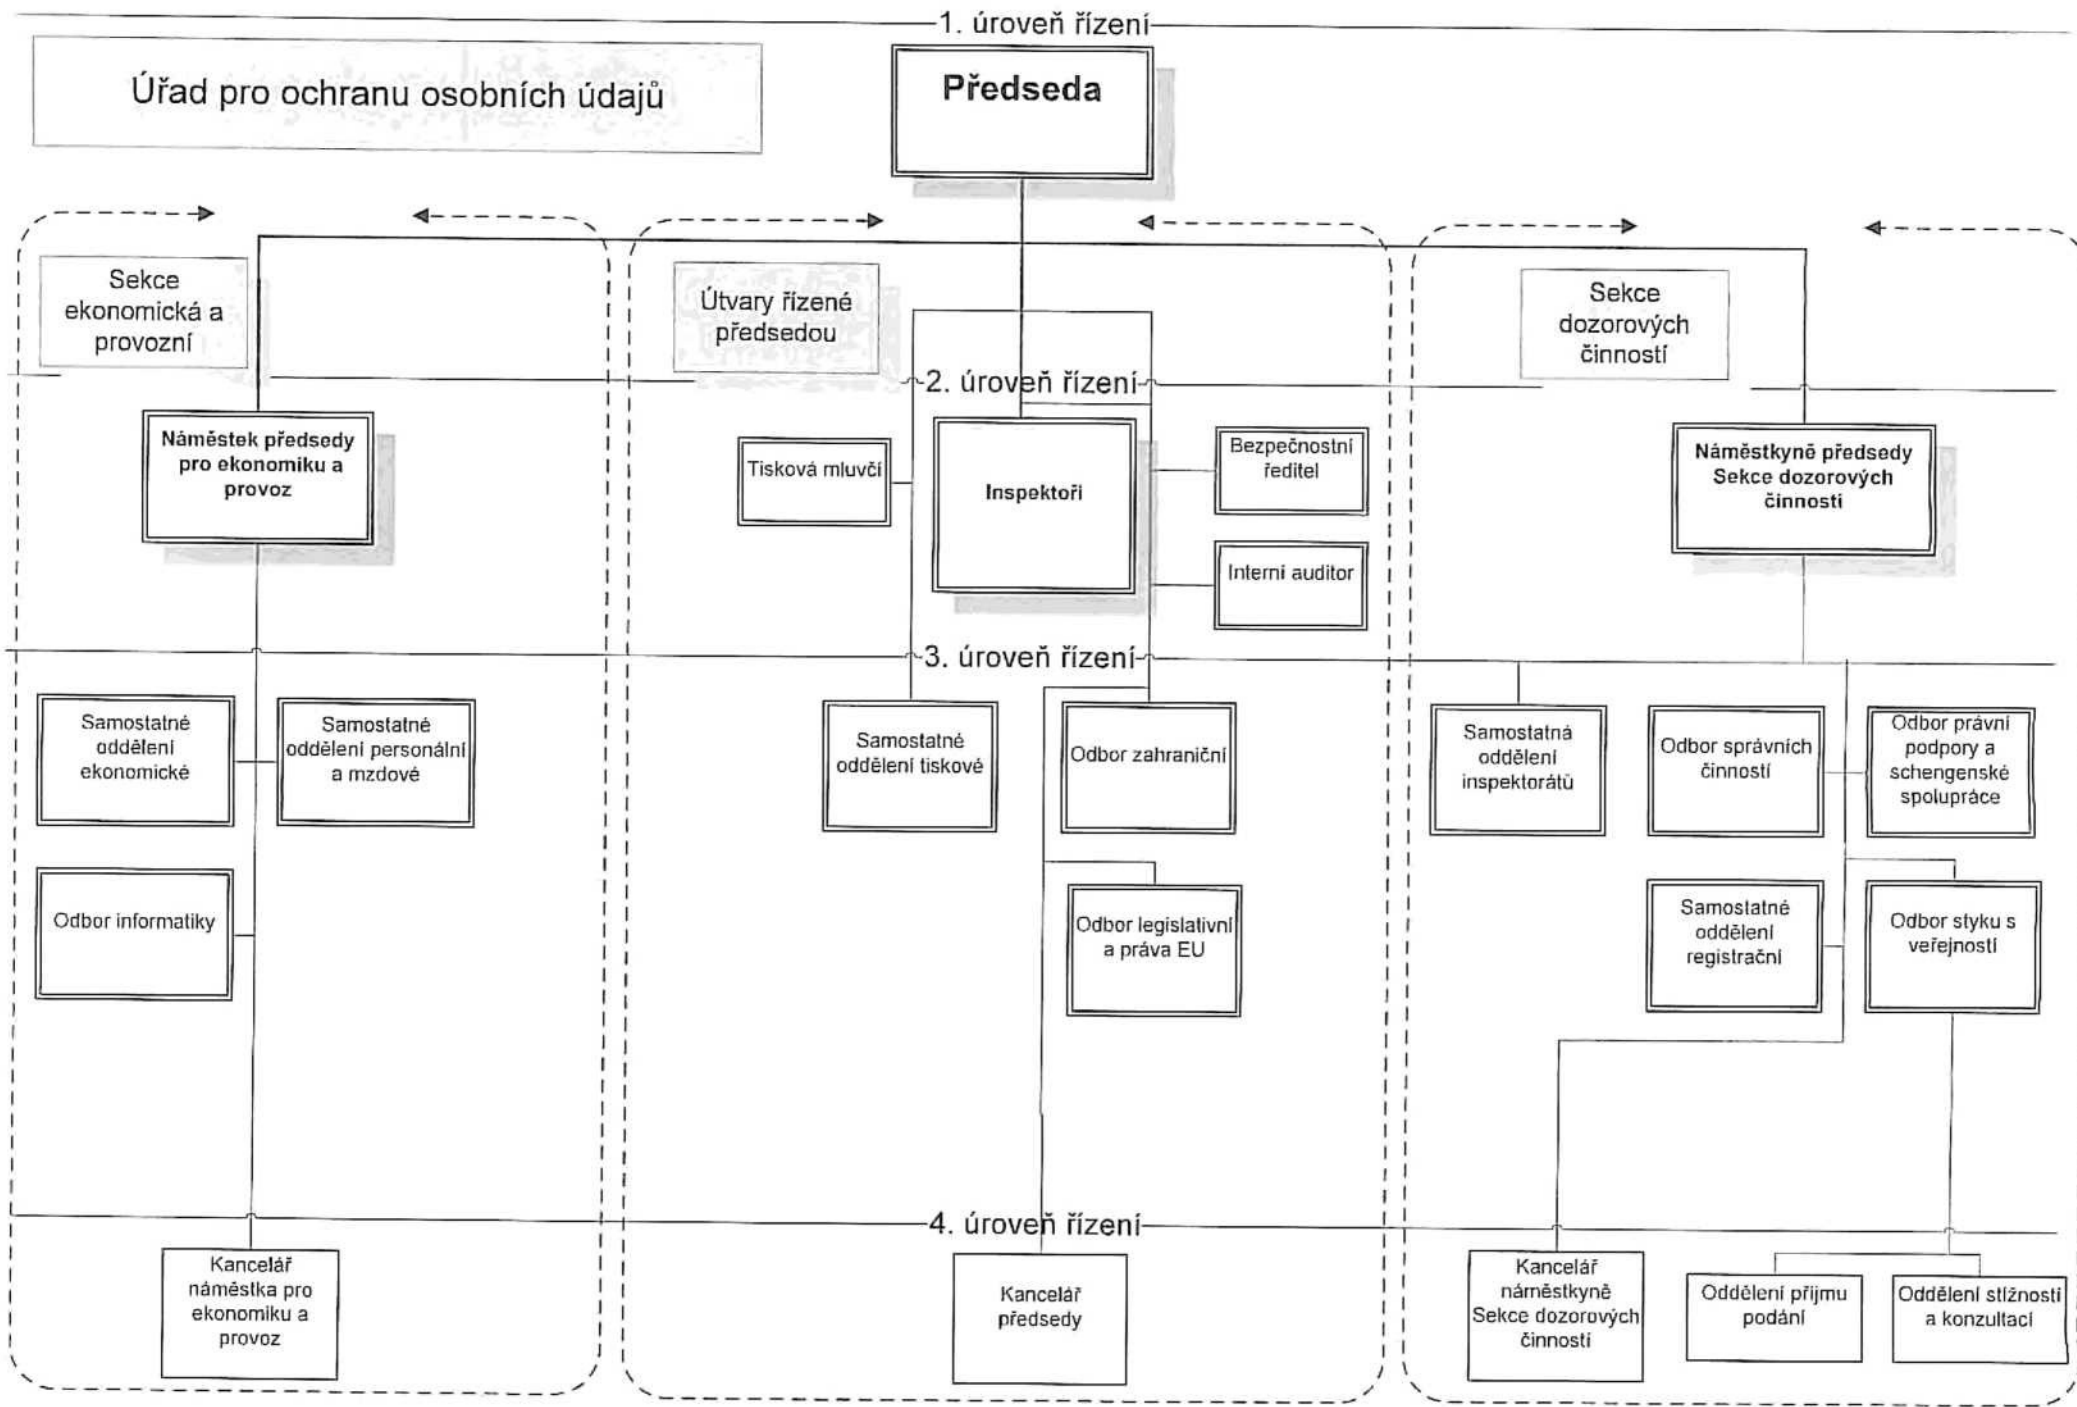 1. úroveň řízení
Úřad pro ochranu osobních údajů
Předseda
Sekce
ekonomická a
provozní
Útvary řízené
předsedou
Sekce
dozorových
činností
2. úroveň řízení
Náměstek předsedy
pro ekonomiku a
provoz
Tisková mluvčí
Inspektoři
Bezpečnostní
ředitel
Interní auditor
Náměstkyně předsedy
Sekce dozorových
činností
3. úroveň řízení
Samostatné
oddělení
ekonomické
Samostatné
oddělení personální
a mzdové
Samostatné
oddělení tiskové
Odbor zahraniční
Samostatná
oddělení
inspektorátů
Odbor správních
činností
Odbor právní
podpory a
schengenské
spolupráce
Odbor informatiky
Odbor legislativní
a práva EU
Samostatné
oddělení
registrační
Odbor styku s
veřejností
4. úroveň řízení
Kancelář
náměstka pro
ekonomiku a
provoz
Kancelář
předsedy
Kancelář
náměstkyně
Sekce dozorových
činností
Oddělení příjmu
podání
Oddělení stížností
a konzultací